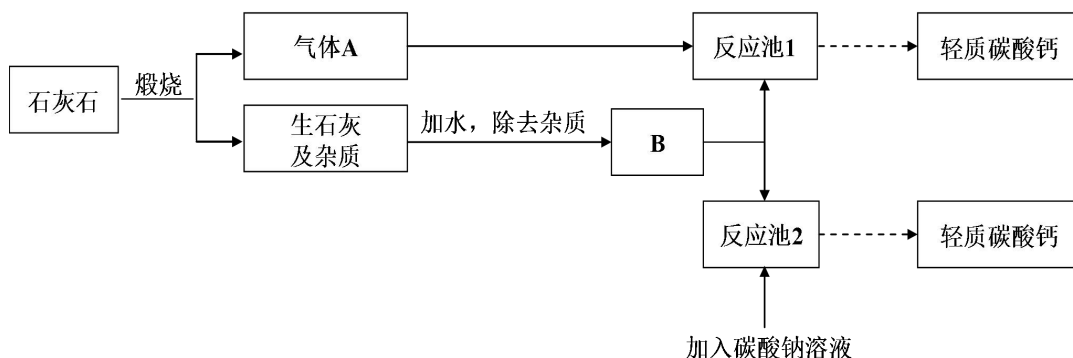 气体A
反应池1
轻质碳酸钙
石灰石
煅烧
生石灰
及杂质
加水，除去杂质
B
反应池2
轻质碳酸钙
加入碳酸钠溶液